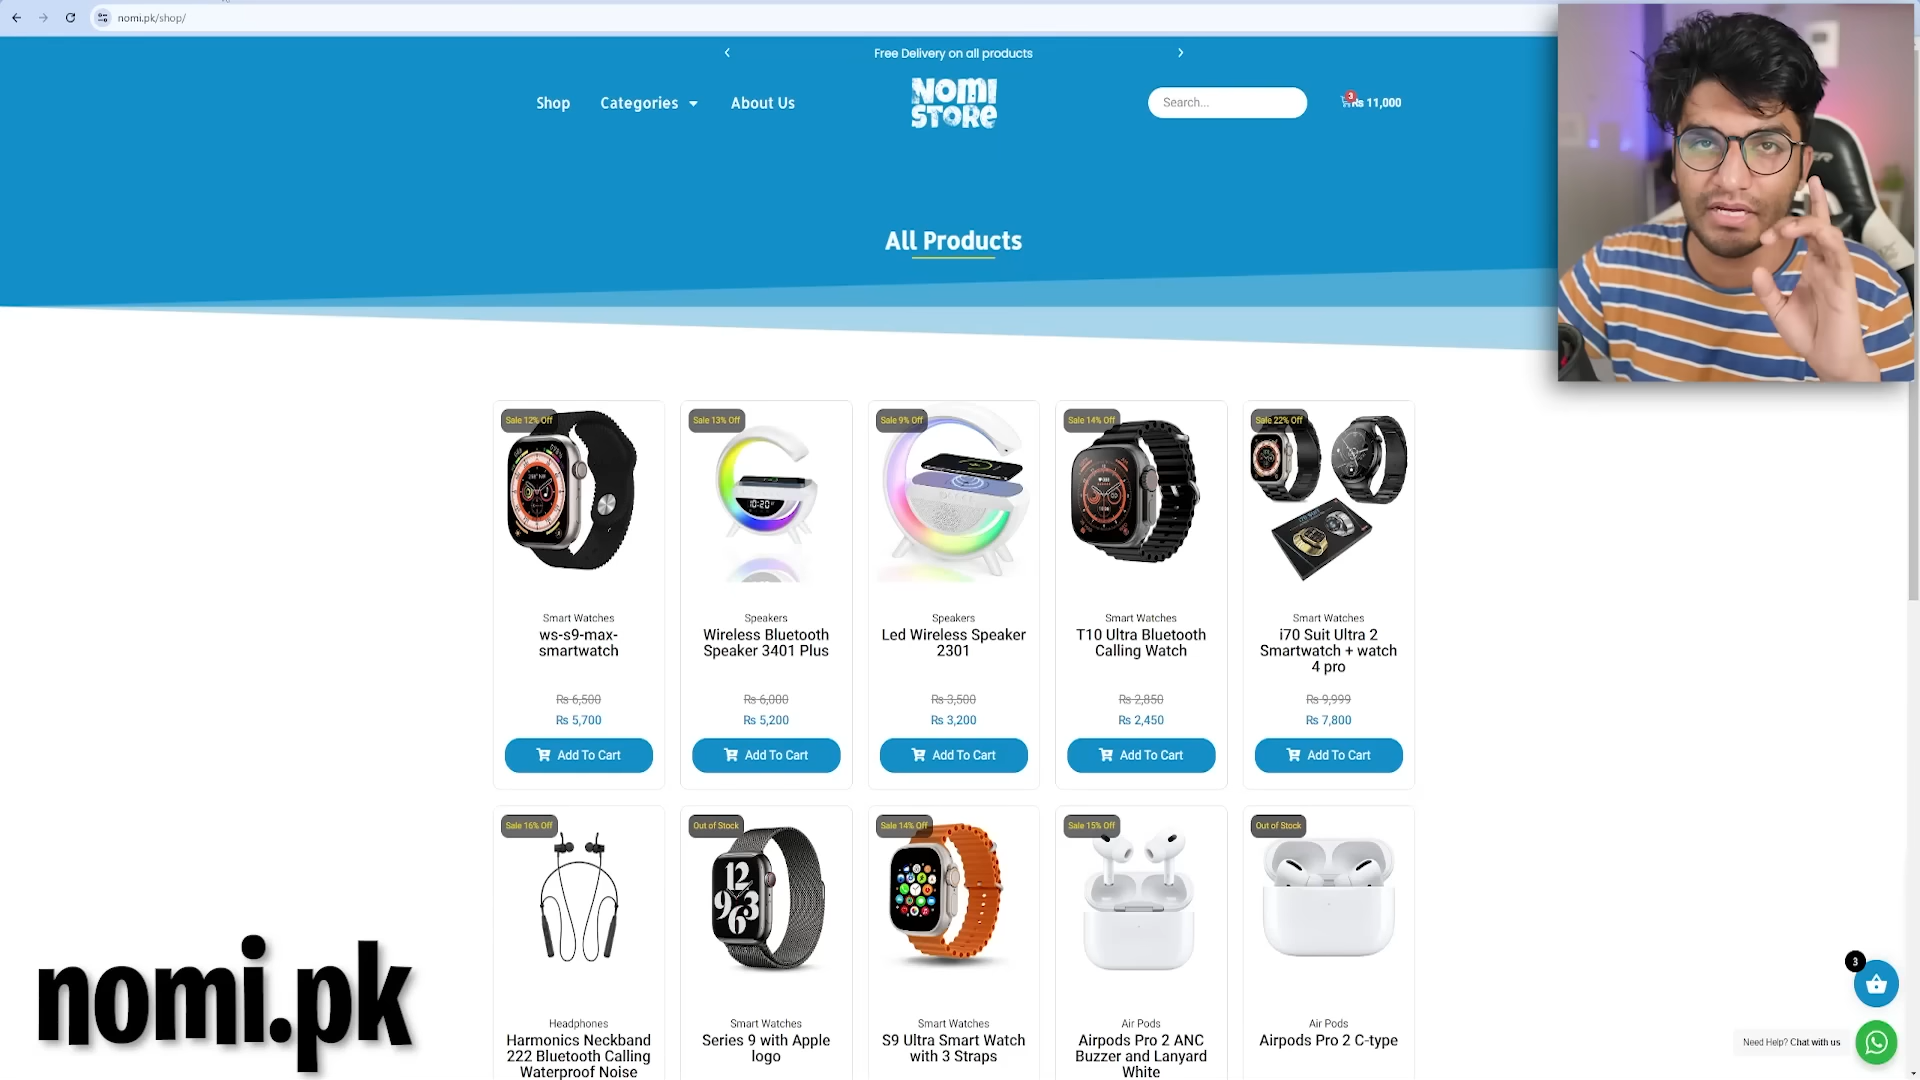 nomi.pk/shop/
Free Delivery on all products
Shop
Categories
About Us
NOMI
STORE
Search...
3
Rs 11,000
All Products
Sale 12% Off
Sale 13% Off
Sale 9% Off
Sale 14% Off
Sale 22% Off
10:20
Smart Watches
ws-s9-max-
smartwatch
Rs 6,500
Rs 5,700
Add To Cart
Speakers
Wireless Bluetooth
Speaker 3401 Plus
Rs 6,000
Rs 5,200
Add To Cart
Speakers
Led Wireless Speaker
2301
Rs 3,500
Rs 3,200
Add To Cart
Smart Watches
T10 Ultra Bluetooth
Calling Watch
Rs 2,850
Rs 2,450
Add To Cart
Smart Watches
i70 Suit Ultra 2
Smartwatch + watch
4 pro
Rs 9,999
Rs 7,800
Add To Cart
Sale 16% Off
Out of Stock
Sale 14% Off
Sale 15% Off
Out of Stock
12
9 3
6
Headphones
Harmonics Neckband
222 Bluetooth Calling
Waterproof Noise
Smart Watches
Series 9 with Apple
logo
Smart Watches
S9 Ultra Smart Watch
with 3 Straps
Air Pods
Airpods Pro 2 ANC
Buzzer and Lanyard
White
Air Pods
Airpods Pro 2 C-type
nomi.pk
3
Need Help? Chat with us